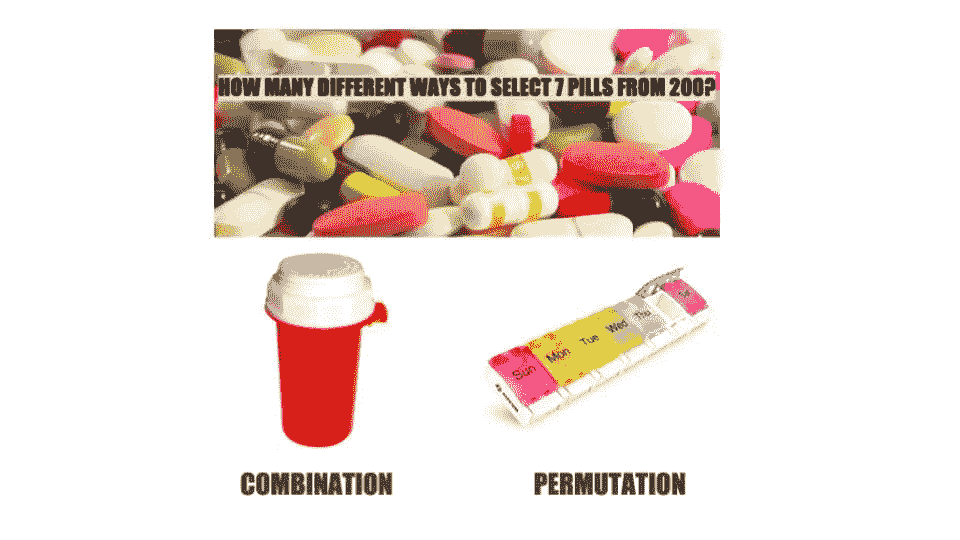 HOW MANY DIFFERENT WAYS TO SELECT 7 PILLS FROM 200?
Sun Mon Tue Wed Thu
COMBINATION
PERMUTATION